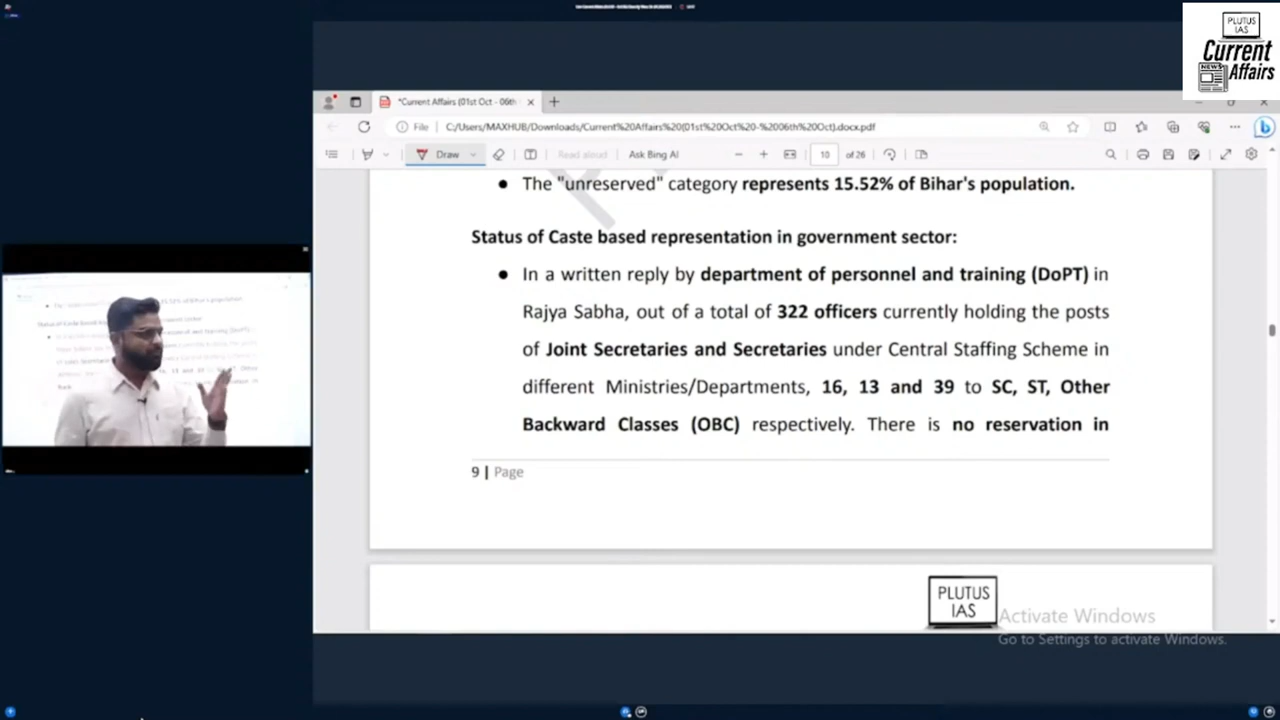 PLUTUS
IAS
Current
NEWS
Affairs
*Current Affairs (01st Oct - 06th
File C:/Users/MAXHUB/Downloads/Current%20Affairs%20(01st%20Oct%20-%2006th%20Oct).docx.pdf
Draw Read aloud Ask Bing AI 10 of 26
• The "unreserved" category represents 15.52% of Bihar's population.
Status of Caste based representation in government sector:
• In a written reply by department of personnel and training (DoPT) in
Rajya Sabha, out of a total of 322 officers currently holding the posts
of Joint Secretaries and Secretaries under Central Staffing Scheme in
different Ministries/Departments, 16, 13 and 39 to SC, ST, Other
Backward Classes (OBC) respectively. There is no reservation in
9 | Page
PLUTUS
IAS
Activate Windows
Go to Settings to activate Windows.